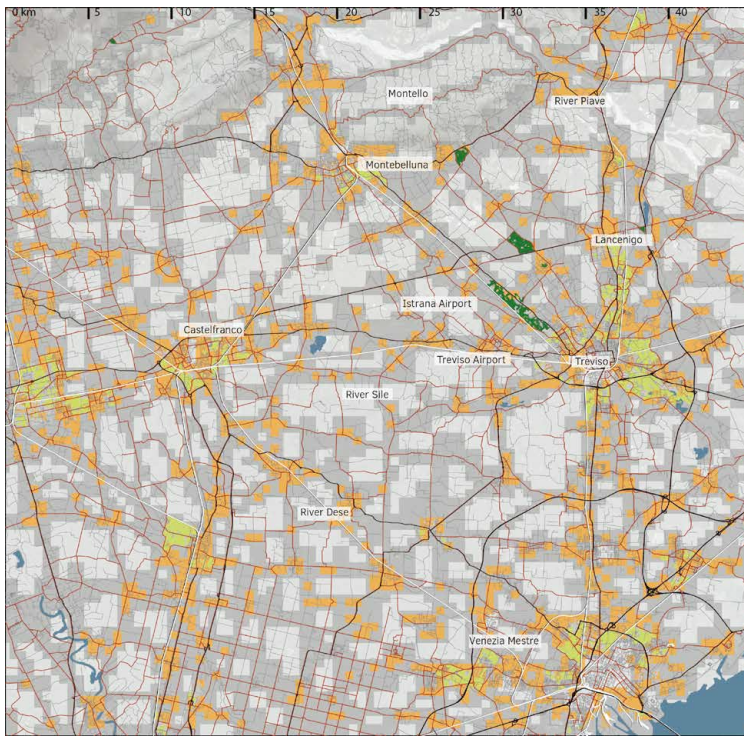 0 km 5 10 15 20 25 30 35 40
Montello
River Piave
Montebelluna
Lancenigo
Istrana Airport
Castelfranco
Treviso Airport
Treviso
River Sile
River Dese
Venezia Mestre